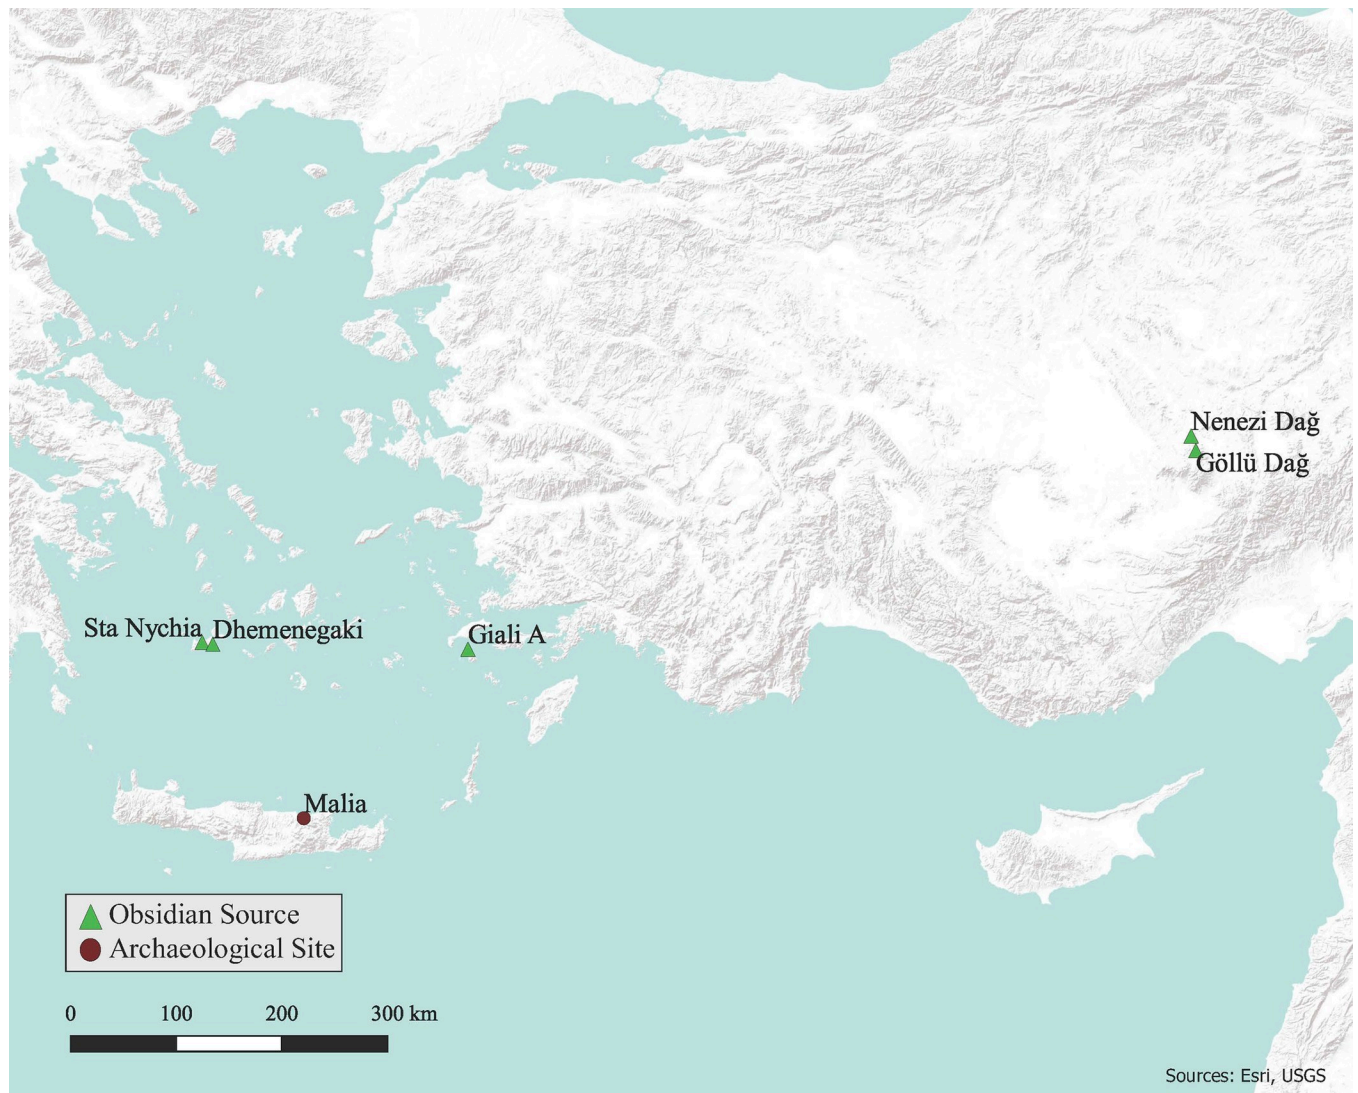 Nenezi Dağ
Göllü Dağ
Sta Nychia
Dhemenegaki
Giali A
Malia
Obsidian Source
Archaeological Site
0 100 200 300 km
Sources: Esri, USGS